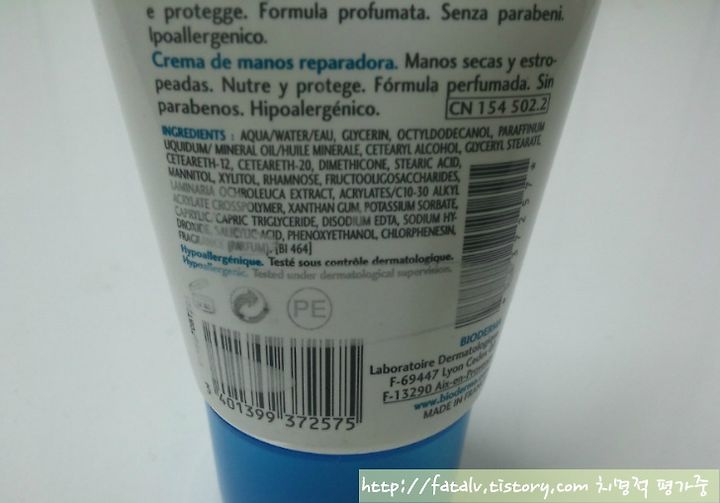 e protegge. Formula profumata. Senza parabeni.
Ipoallergenico.
Crema de manos reparadora. Manos secas y estro-
peadas. Nutre y protege. Fórmula perfumada. Sin
parabenos. Hipoalergénico.
CN 154 502.2
INGREDIENTS : AQUA/WATER/EAU, GLYCERIN, OCTYLDODECANOL, PARAFFINUM
LIQUIDUM/ MINERAL OIL/HUILE MINERALE, CETEARYL ALCOHOL, GLYCERYL STEARATE,
CETEARETH-12, CETEARETH-20, DIMETHICONE, STEARIC ACID,
MANNITOL, XYLITOL, RHAMNOSE, FRUCTOOLIGOSACCHARIDES,
LAMINARIA OCHROLEUCA EXTRACT, ACRYLATES/C10-30 ALKYL
ACRYLATE CROSSPOLYMER, XANTHAN GUM, POTASSIUM SORBATE,
CAPRYLIC/ CAPRIC TRIGLYCERIDE, DISODIUM EDTA, SODIUM HY-
DROXIDE, SALICYLIC ACID, PHENOXYETHANOL, CHLORPHENESIN,
FRAGRANCE (PARFUM). [BI 464]
Hypoallergénique. Testé sous contrôle dermatologique.
Hypoallergenic. Tested under dermatological supervision.
PE
BIODERMA
Laboratoire Dermatologique
F-69447 Lyon Cedex
F-13290 Aix-en-Provence
www.bioderma
MADE IN FRANCE
3 401399 372575
http://fatalv.tistory.com 치명적 평가중